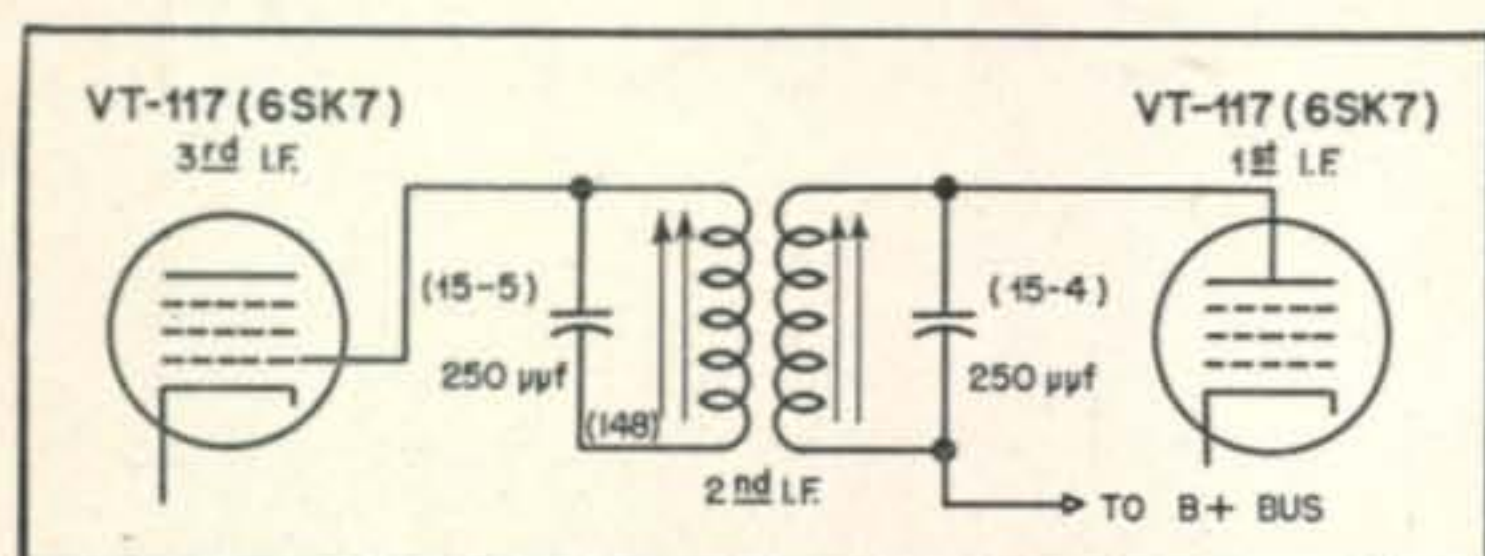 VT-117 (6SK7)
3rd I.F.
VT-117 (6SK7)
1st I.F.
(15-5)
250 μμf
(148)
(15-4)
250 μμf
2nd I.F.
TO B+ BUS